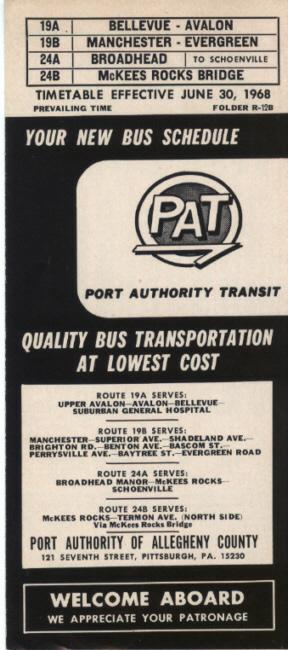 19A BELLEVUE - AVALON
19B MANCHESTER - EVERGREEN
24A BROADHEAD TO SCHOENVILLE
24B McKEES ROCKS BRIDGE
TIMETABLE EFFECTIVE JUNE 30, 1968
PREVAILING TIME FOLDER R-12B
YOUR NEW BUS SCHEDULE
PAT
PORT AUTHORITY TRANSIT
QUALITY BUS TRANSPORTATION
AT LOWEST COST
ROUTE 19A SERVES:
UPPER AVALON—AVALON—BELLEVUE—
SUBURBAN GENERAL HOSPITAL
ROUTE 19B SERVES:
MANCHESTER—SUPERIOR AVE.—SHADELAND AVE.—
BRIGHTON RD.—BENTON AVE.—BASCOM ST.—
PERRYSVILLE AVE.—BAYTREE ST.—EVERGREEN ROAD
ROUTE 24A SERVES:
BROADHEAD MANOR—McKEES ROCKS—
SCHOENVILLE
ROUTE 24B SERVES:
McKEES ROCKS—TERMON AVE. (NORTH SIDE)
Via McKees Rocks Bridge
PORT AUTHORITY OF ALLEGHENY COUNTY
121 SEVENTH STREET, PITTSBURGH, PA. 15230
WELCOME ABOARD
WE APPRECIATE YOUR PATRONAGE